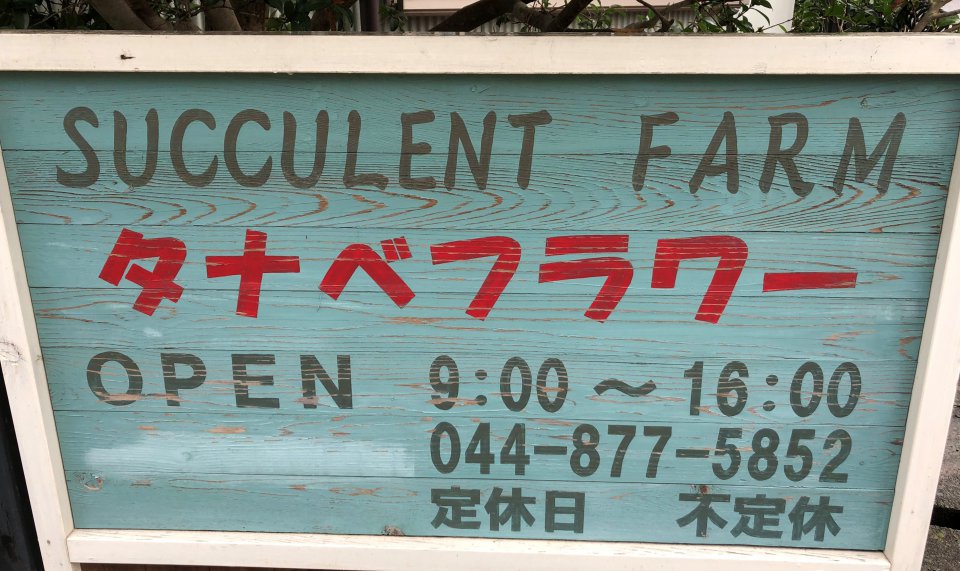 SUCCULENT FARM
タナベフラワー
OPEN 9:00～16:00
044-877-5852
定休日 不定休